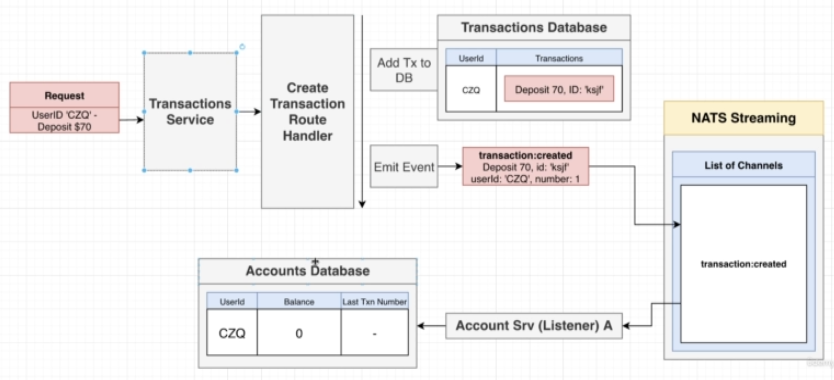 Request
UserID 'CZQ' -
Deposit $70
Transactions
Service
Create
Transaction
Route
Handler
Add Tx to
DB
Transactions Database
UserId
Transactions
CZQ
Deposit 70, ID: 'ksjf'
Emit Event
transaction:created
Deposit 70, id: 'ksjf'
userId: 'CZQ', number: 1
NATS Streaming
List of Channels
transaction:created
Accounts Database
UserId
Balance
Last Txn Number
CZQ
0
-
Account Srv (Listener) A